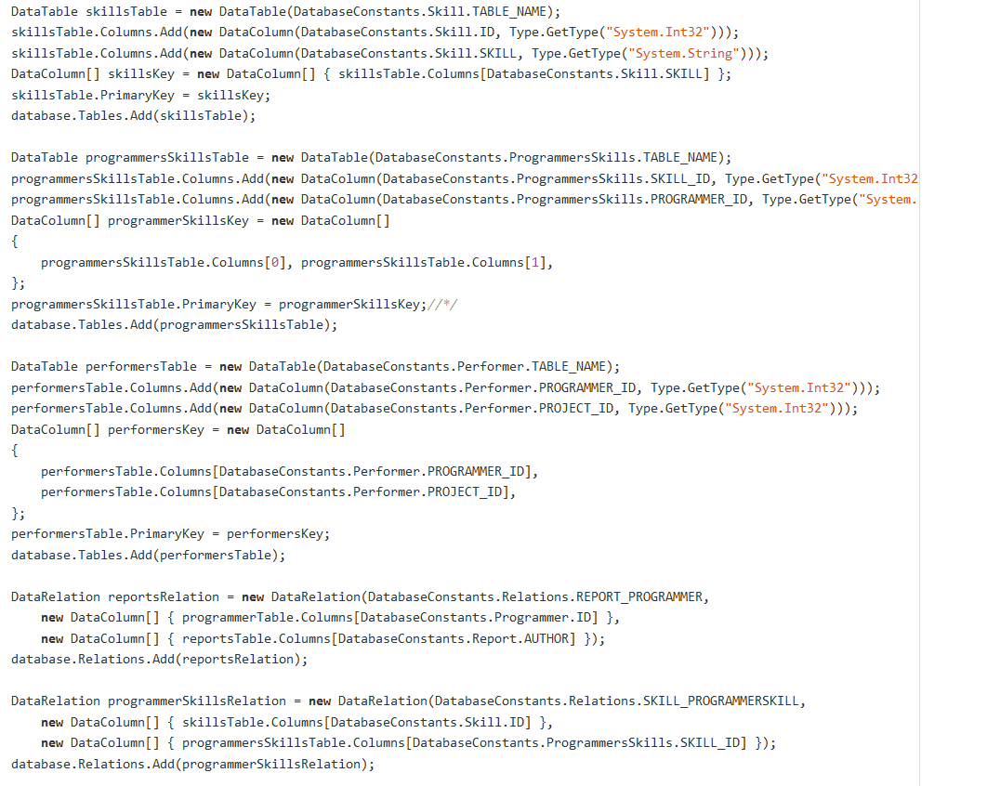 DataTable skillsTable = new DataTable(DatabaseConstants.Skill.TABLE_NAME);
skillsTable.Columns.Add(new DataColumn(DatabaseConstants.Skill.ID, Type.GetType("System.Int32")));
skillsTable.Columns.Add(new DataColumn(DatabaseConstants.Skill.SKILL, Type.GetType("System.String")));
DataColumn[] skillsKey = new DataColumn[] { skillsTable.Columns[DatabaseConstants.Skill.SKILL] };
skillsTable.PrimaryKey = skillsKey;
database.Tables.Add(skillsTable);

DataTable programmersSkillsTable = new DataTable(DatabaseConstants.ProgrammersSkills.TABLE_NAME);
programmersSkillsTable.Columns.Add(new DataColumn(DatabaseConstants.ProgrammersSkills.SKILL_ID, Type.GetType("System.Int32
programmersSkillsTable.Columns.Add(new DataColumn(DatabaseConstants.ProgrammersSkills.PROGRAMMER_ID, Type.GetType("System.
DataColumn[] programmerSkillsKey = new DataColumn[]
{
    programmersSkillsTable.Columns[0], programmersSkillsTable.Columns[1],
};
programmersSkillsTable.PrimaryKey = programmerSkillsKey;//*/
database.Tables.Add(programmersSkillsTable);

DataTable performersTable = new DataTable(DatabaseConstants.Performer.TABLE_NAME);
performersTable.Columns.Add(new DataColumn(DatabaseConstants.Performer.PROGRAMMER_ID, Type.GetType("System.Int32")));
performersTable.Columns.Add(new DataColumn(DatabaseConstants.Performer.PROJECT_ID, Type.GetType("System.Int32")));
DataColumn[] performersKey = new DataColumn[]
{
    performersTable.Columns[DatabaseConstants.Performer.PROGRAMMER_ID],
    performersTable.Columns[DatabaseConstants.Performer.PROJECT_ID],
};
performersTable.PrimaryKey = performersKey;
database.Tables.Add(performersTable);

DataRelation reportsRelation = new DataRelation(DatabaseConstants.Relations.REPORT_PROGRAMMER,
    new DataColumn[] { programmerTable.Columns[DatabaseConstants.Programmer.ID] },
    new DataColumn[] { reportsTable.Columns[DatabaseConstants.Report.AUTHOR] });
database.Relations.Add(reportsRelation);

DataRelation programmerSkillsRelation = new DataRelation(DatabaseConstants.Relations.SKILL_PROGRAMMERSKILL,
    new DataColumn[] { skillsTable.Columns[DatabaseConstants.Skill.ID] },
    new DataColumn[] { programmersSkillsTable.Columns[DatabaseConstants.ProgrammersSkills.SKILL_ID] });
database.Relations.Add(programmerSkillsRelation);